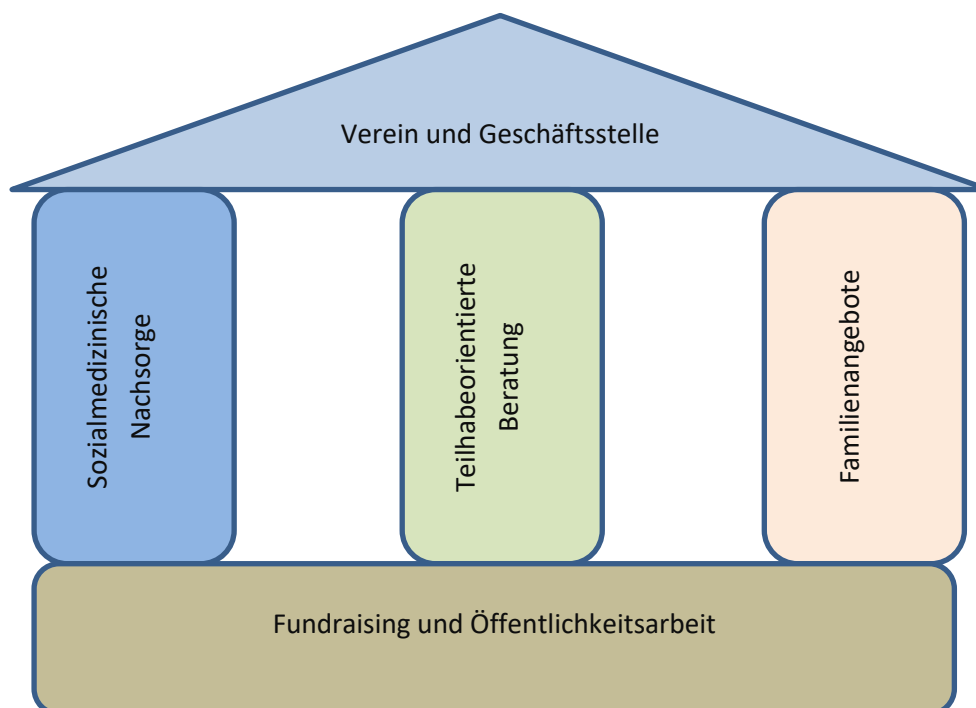 Verein und Geschäftsstelle
Sozialmedizinische
Nachsorge
Teilhabeorientierte
Beratung
Familienangebote
Fundraising und Öffentlichkeitsarbeit